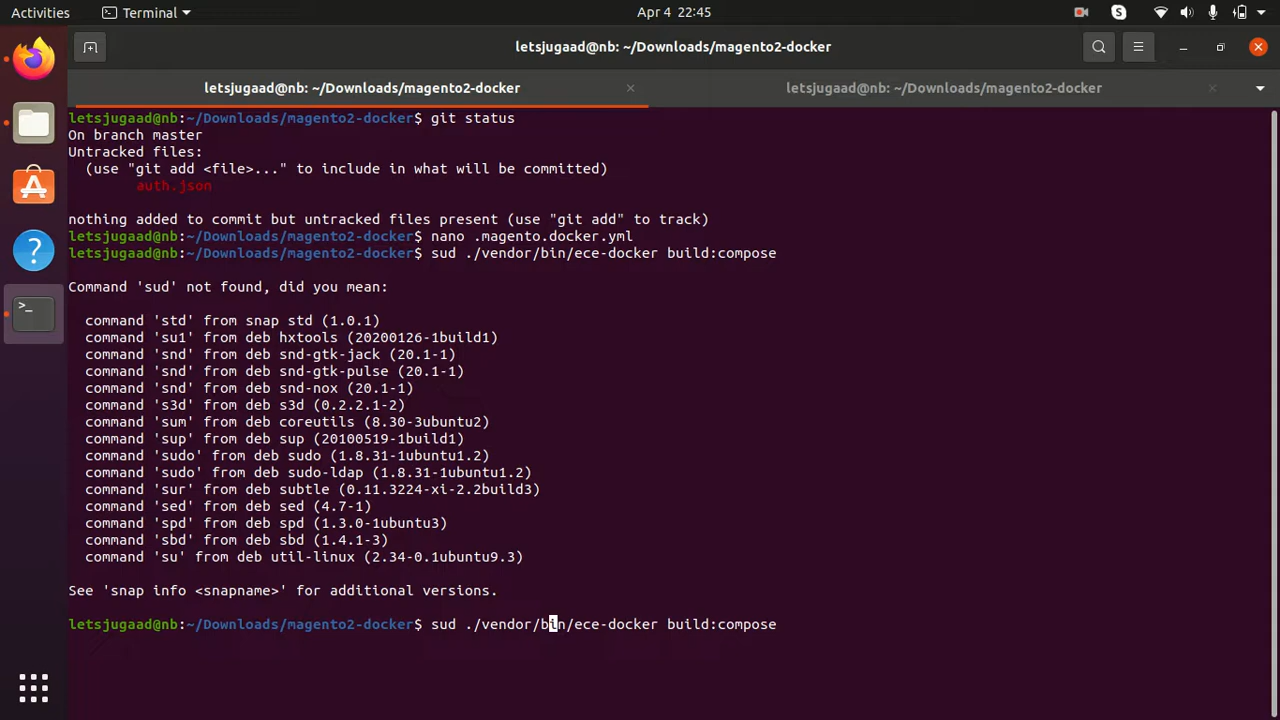 Activities
Terminal
Apr 4 22:45
letsjugaad@nb: ~/Downloads/magento2-docker
letsjugaad@nb: ~/Downloads/magento2-docker
letsjugaad@nb: ~/Downloads/magento2-docker
letsjugaad@nb:~/Downloads/magento2-docker$ git status
On branch master
Untracked files:
  (use "git add <file>..." to include in what will be committed)
        auth.json

nothing added to commit but untracked files present (use "git add" to track)
letsjugaad@nb:~/Downloads/magento2-docker$ nano .magento.docker.yml
letsjugaad@nb:~/Downloads/magento2-docker$ sud ./vendor/bin/ece-docker build:compose

Command 'sud' not found, did you mean:

  command 'std' from snap std (1.0.1)
  command 'su1' from deb hxtools (20200126-1build1)
  command 'snd' from deb snd-gtk-jack (20.1-1)
  command 'snd' from deb snd-gtk-pulse (20.1-1)
  command 'snd' from deb snd-nox (20.1-1)
  command 's3d' from deb s3d (0.2.2.1-2)
  command 'sum' from deb coreutils (8.30-3ubuntu2)
  command 'sup' from deb sup (20100519-1build1)
  command 'sudo' from deb sudo (1.8.31-1ubuntu1.2)
  command 'sudo' from deb sudo-ldap (1.8.31-1ubuntu1.2)
  command 'sur' from deb subtle (0.11.3224-xi-2.2build3)
  command 'sed' from deb sed (4.7-1)
  command 'spd' from deb spd (1.3.0-1ubuntu3)
  command 'sbd' from deb sbd (1.4.1-3)
  command 'su' from deb util-linux (2.34-0.1ubuntu9.3)

See 'snap info <snapname>' for additional versions.

letsjugaad@nb:~/Downloads/magento2-docker$ sud ./vendor/bin/ece-docker build:compose